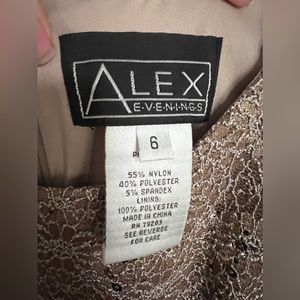 ALEX
E·V·E·N·I·N·G·S
6
55% NYLON
40% POLYESTER
5% SPANDEX
LINING:
100% POLYESTER
MADE IN CHINA
RN 79283
SEE REVERSE
FOR CARE